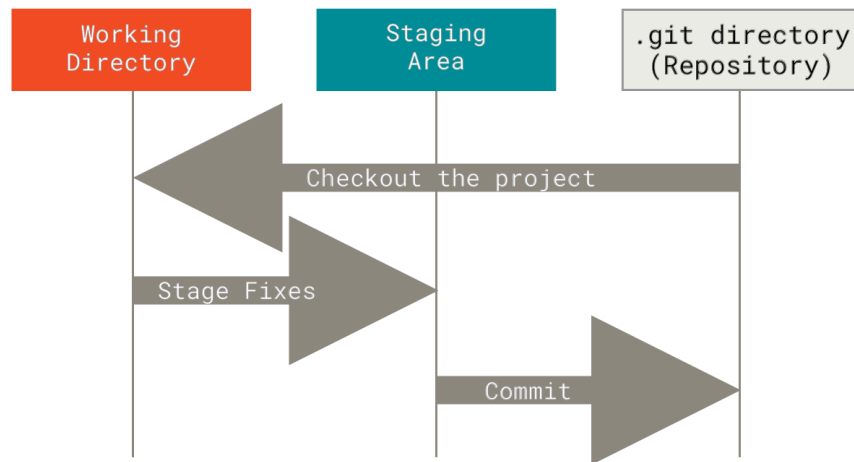 Working
Directory
Staging
Area
.git directory
(Repository)
Checkout the project
Stage Fixes
Commit